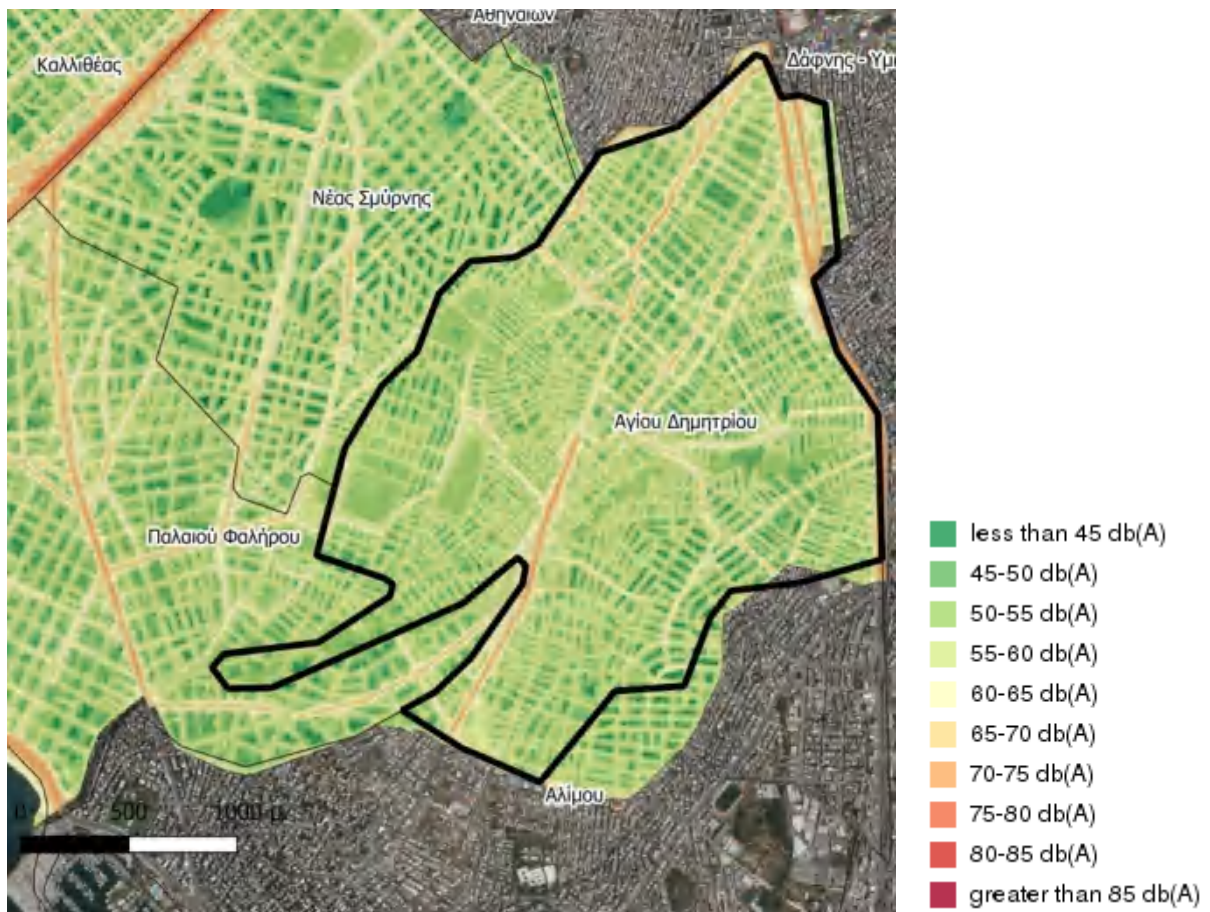 Αθηναίων
Καλλιθέας
Δάφνης - Υμ
Νέας Σμύρνης
Αγίου Δημητρίου
Παλαιού Φαλήρου
Αλίμου
0 500 1000 μ.
less than 45 db(A)
45-50 db(A)
50-55 db(A)
55-60 db(A)
60-65 db(A)
65-70 db(A)
70-75 db(A)
75-80 db(A)
80-85 db(A)
greater than 85 db(A)